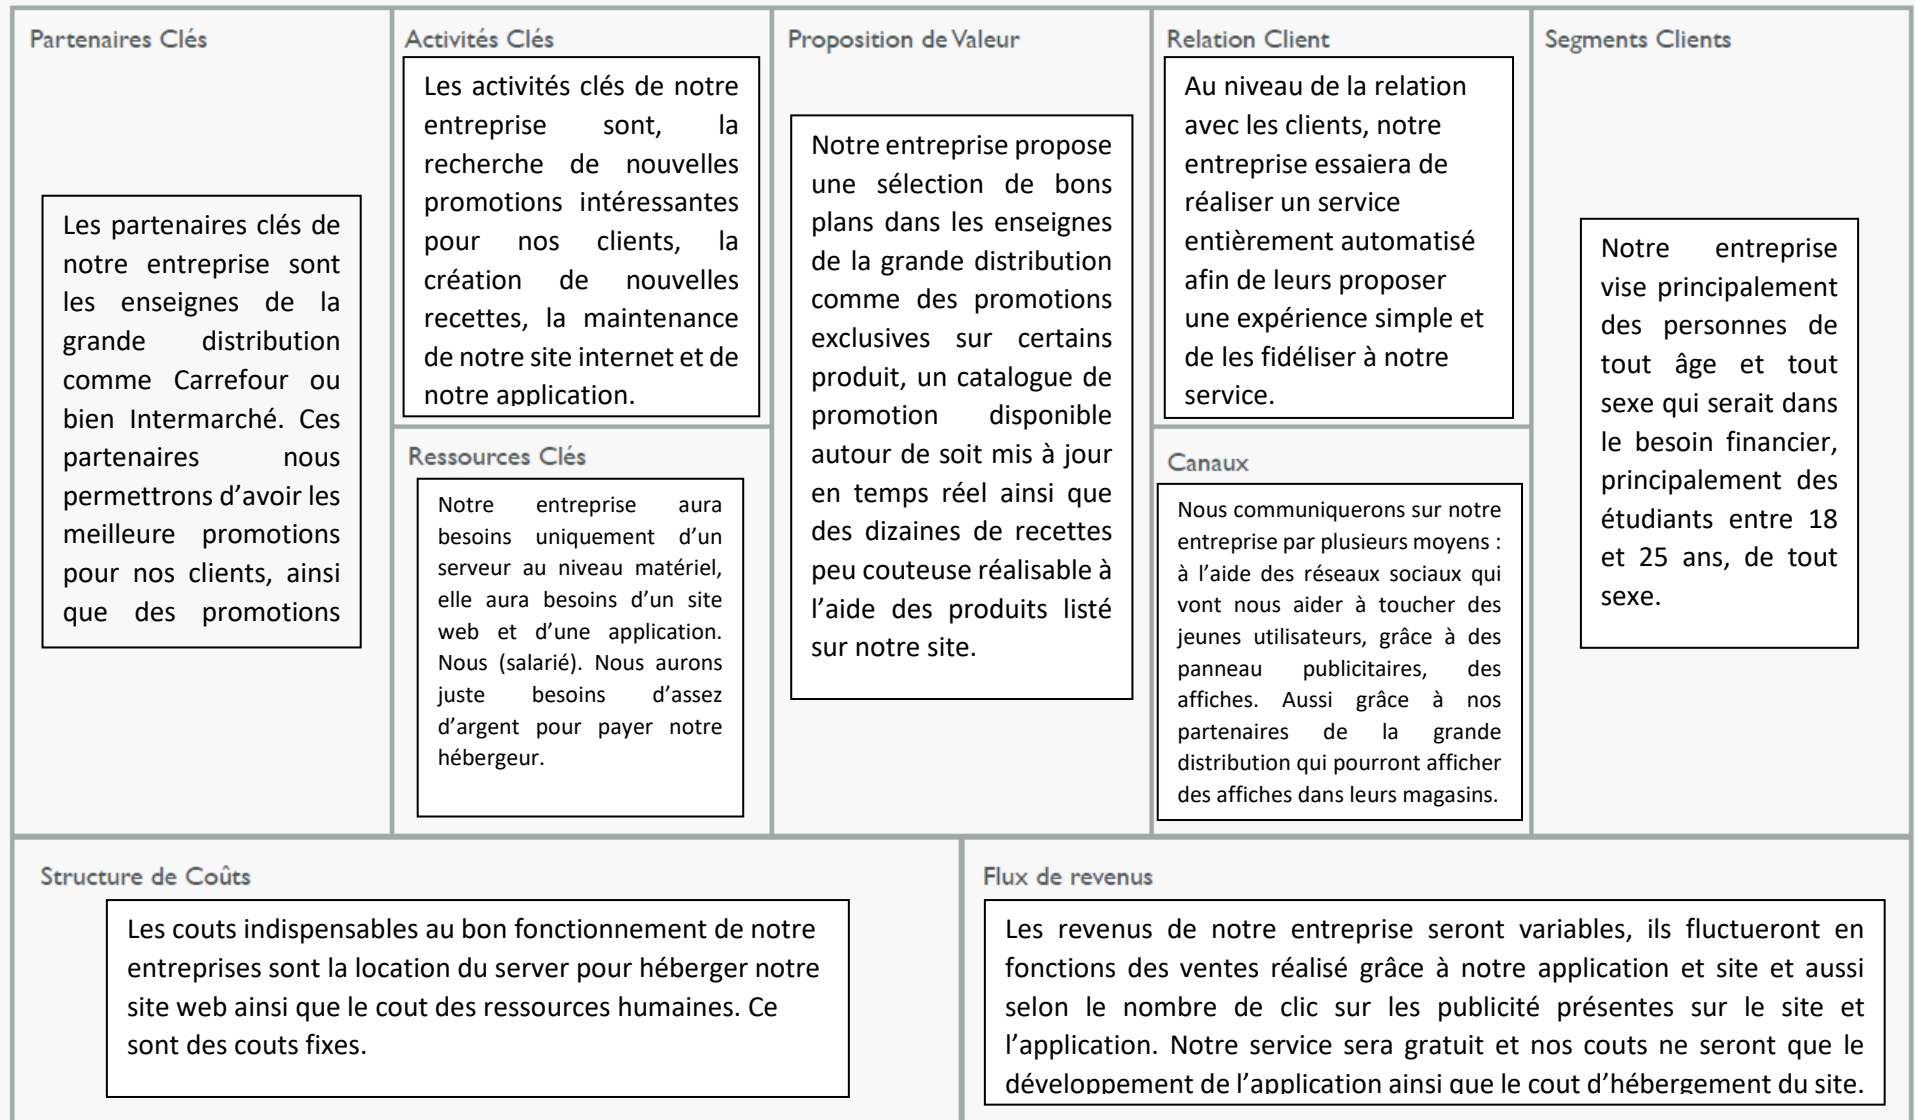 Partenaires Clés
Les partenaires clés de
notre entreprise sont
les enseignes de la
grande distribution
comme Carrefour ou
bien Intermarché. Ces
partenaires nous
permettrons d’avoir les
meilleure promotions
pour nos clients, ainsi
que des promotions
Activités Clés
Les activités clés de notre
entreprise sont, la
recherche de nouvelles
promotions intéressantes
pour nos clients, la
création de nouvelles
recettes, la maintenance
de notre site internet et de
notre application.
Ressources Clés
Notre entreprise aura
besoins uniquement d’un
serveur au niveau matériel,
elle aura besoins d’un site
web et d’une application.
Nous (salarié). Nous aurons
juste besoins d’assez
d’argent pour payer notre
hébergeur.
Proposition de Valeur
Notre entreprise propose
une sélection de bons
plans dans les enseignes
de la grande distribution
comme des promotions
exclusives sur certains
produit, un catalogue de
promotion disponible
autour de soit mis à jour
en temps réel ainsi que
des dizaines de recettes
peu couteuse réalisable à
l’aide des produits listé
sur notre site.
Relation Client
Au niveau de la relation
avec les clients, notre
entreprise essaiera de
réaliser un service
entièrement automatisé
afin de leurs proposer
une expérience simple et
de les fidéliser à notre
service.
Canaux
Nous communiquerons sur notre
entreprise par plusieurs moyens :
à l’aide des réseaux sociaux qui
vont nous aider à toucher des
jeunes utilisateurs, grâce à des
panneau publicitaires, des
affiches. Aussi grâce à nos
partenaires de la grande
distribution qui pourront afficher
des affiches dans leurs magasins.
Segments Clients
Notre entreprise
vise principalement
des personnes de
tout âge et tout
sexe qui serait dans
le besoin financier,
principalement des
étudiants entre 18
et 25 ans, de tout
sexe.
Structure de Coûts
Les couts indispensables au bon fonctionnement de notre
entreprises sont la location du server pour héberger notre
site web ainsi que le cout des ressources humaines. Ce
sont des couts fixes.
Flux de revenus
Les revenus de notre entreprise seront variables, ils fluctueront en
fonctions des ventes réalisé grâce à notre application et site et aussi
selon le nombre de clic sur les publicité présentes sur le site et
l’application. Notre service sera gratuit et nos couts ne seront que le
développement de l’application ainsi que le cout d’hébergement du site.